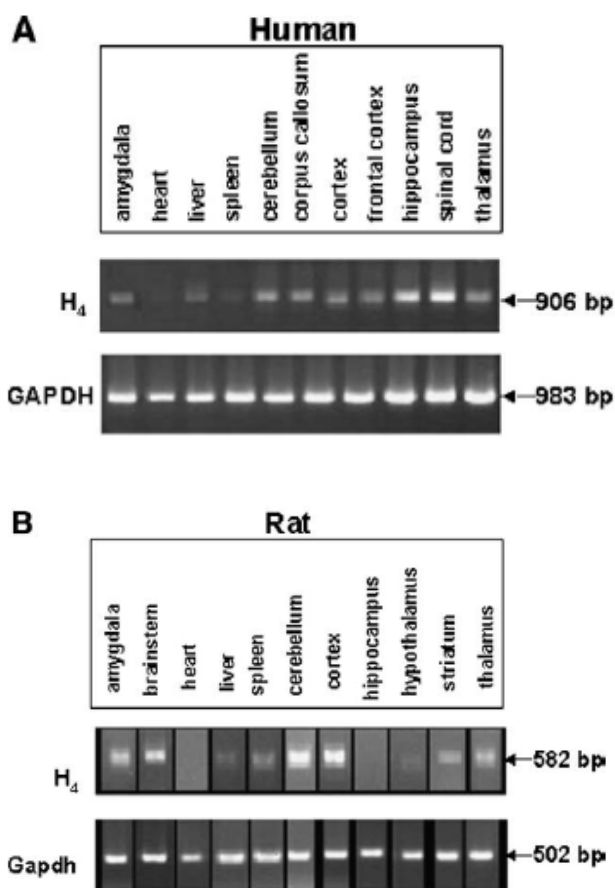 A
Human
amygdala
heart
liver
spleen
cerebellum
corpus callosum
cortex
frontal cortex
hippocampus
spinal cord
thalamus
H₄
906 bp
GAPDH
983 bp
B
Rat
amygdala
brainstem
heart
liver
spleen
cerebellum
cortex
hippocampus
hypothalamus
striatum
thalamus
H₄
582 bp
Gapdh
502 bp